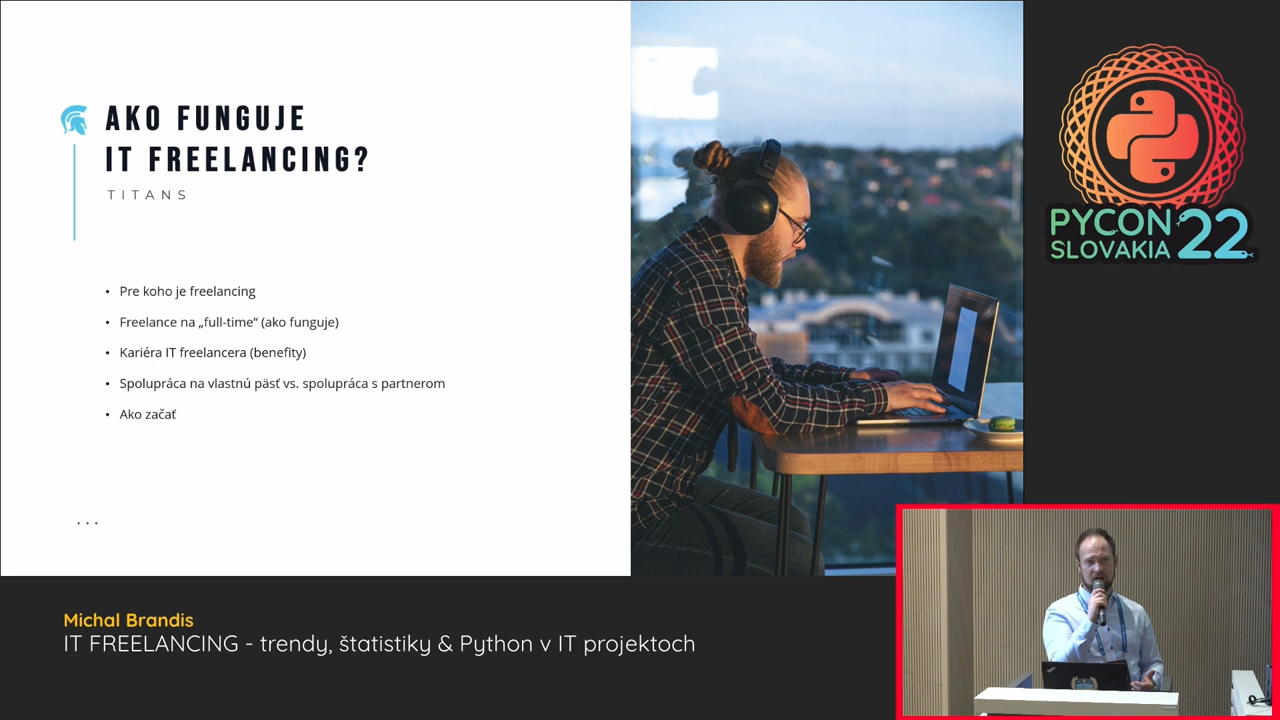 AKO FUNGUJE
IT FREELANCING?
TITANS
• Pre koho je freelancing
• Freelance na „full-time“ (ako funguje)
• Kariéra IT freelancera (benefity)
• Spolupráca na vlastnú päsť vs. spolupráca s partnerom
• Ako začať
...
PYCON
SLOVAKIA 22
Michal Brandis
IT FREELANCING - trendy, štatistiky & Python v IT projektoch